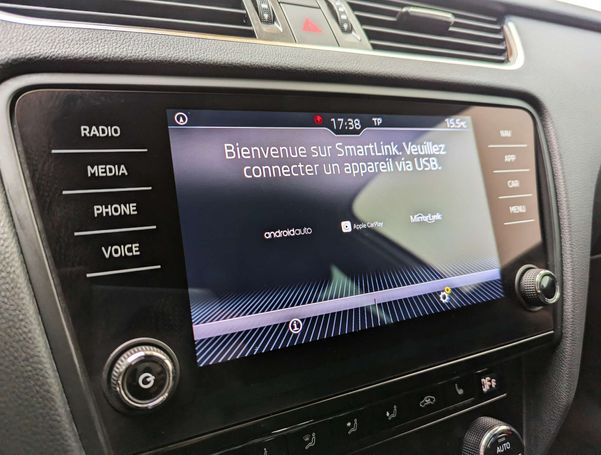 RADIO
MEDIA
PHONE
VOICE
17:38 TP 15.5°C
Bienvenue sur SmartLink. Veuillez
connecter un appareil via USB.
androidauto
Apple CarPlay
MirrorLink
NAV
APP
CAR
MENU
OFF
AUTO